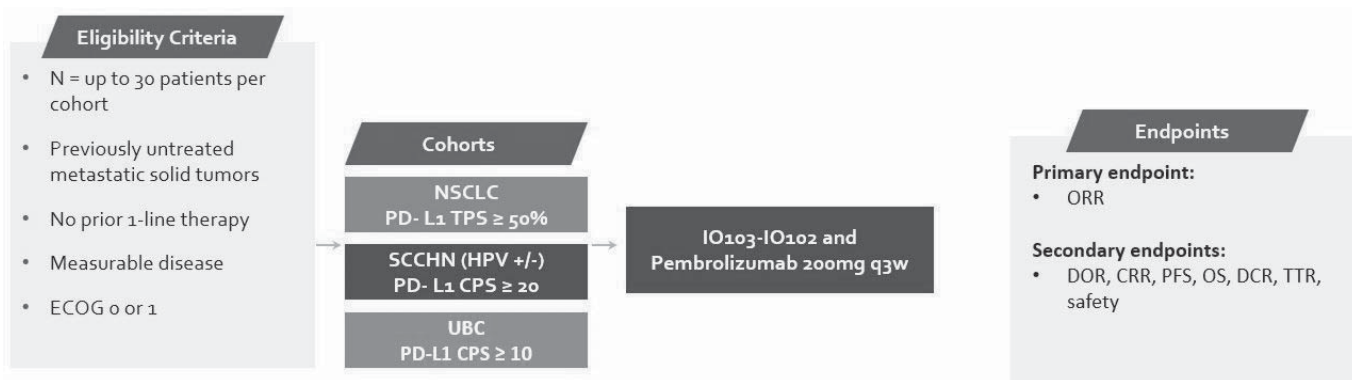 Eligibility Criteria
• N = up to 30 patients per
cohort
• Previously untreated
metastatic solid tumors
• No prior 1-line therapy
• Measurable disease
• ECOG 0 or 1
Cohorts
NSCLC
PD- L1 TPS ≥ 50%
SCCHN (HPV +/-)
PD- L1 CPS ≥ 20
UBC
PD-L1 CPS ≥ 10
IO103-IO102 and
Pembrolizumab 200mg q3w
Endpoints
Primary endpoint:
• ORR
Secondary endpoints:
• DOR, CRR, PFS, OS, DCR, TTR,
safety